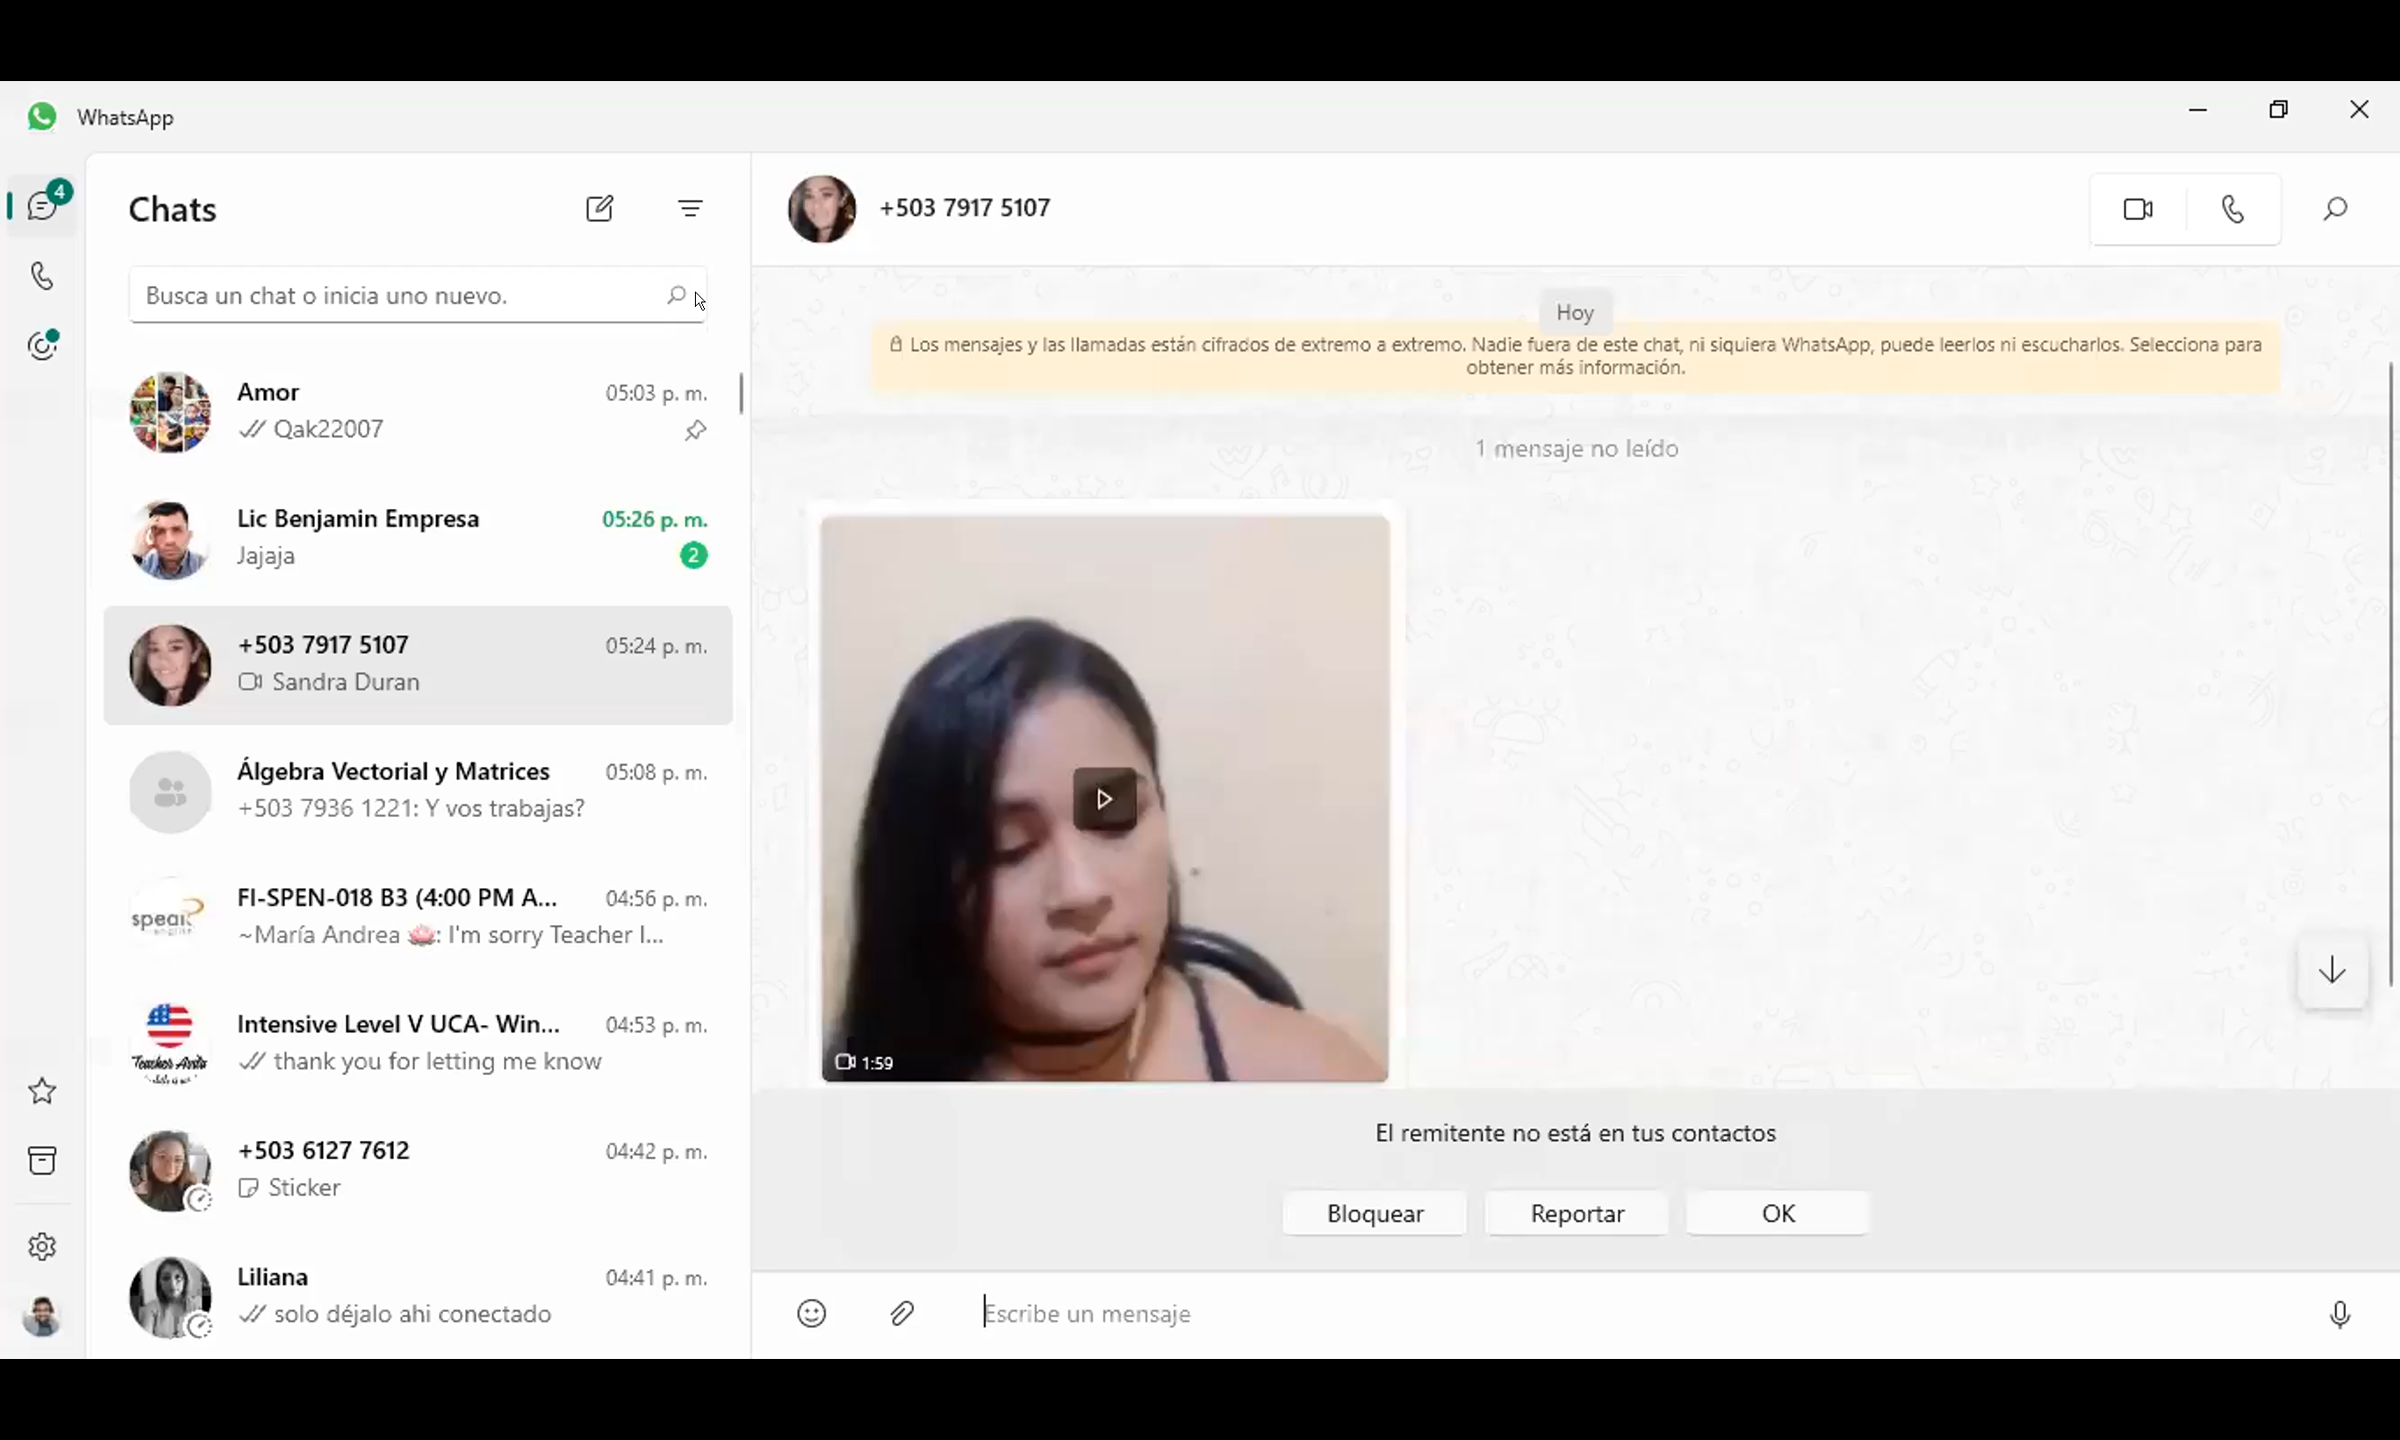 WhatsApp
4
Chats
Busca un chat o inicia uno nuevo.
Amor 05:03 p. m.
Qak22007
Lic Benjamin Empresa 05:26 p. m.
Jajaja 2
+503 7917 5107 05:24 p. m.
Sandra Duran
Álgebra Vectorial y Matrices 05:08 p. m.
+503 7936 1221: Y vos trabajas?
speak
FI-SPEN-018 B3 (4:00 PM A... 04:56 p. m.
~María Andrea 🪷: I'm sorry Teacher I...
Teacher Anita
Intensive Level V UCA- Win... 04:53 p. m.
thank you for letting me know
+503 6127 7612 04:42 p. m.
Sticker
Liliana 04:41 p. m.
solo déjalo ahi conectado
+503 7917 5107
Hoy
Los mensajes y las llamadas están cifrados de extremo a extremo. Nadie fuera de este chat, ni siquiera WhatsApp, puede leerlos ni escucharlos. Selecciona para
obtener más información.
1 mensaje no leído
1:59
El remitente no está en tus contactos
Bloquear Reportar OK
Escribe un mensaje